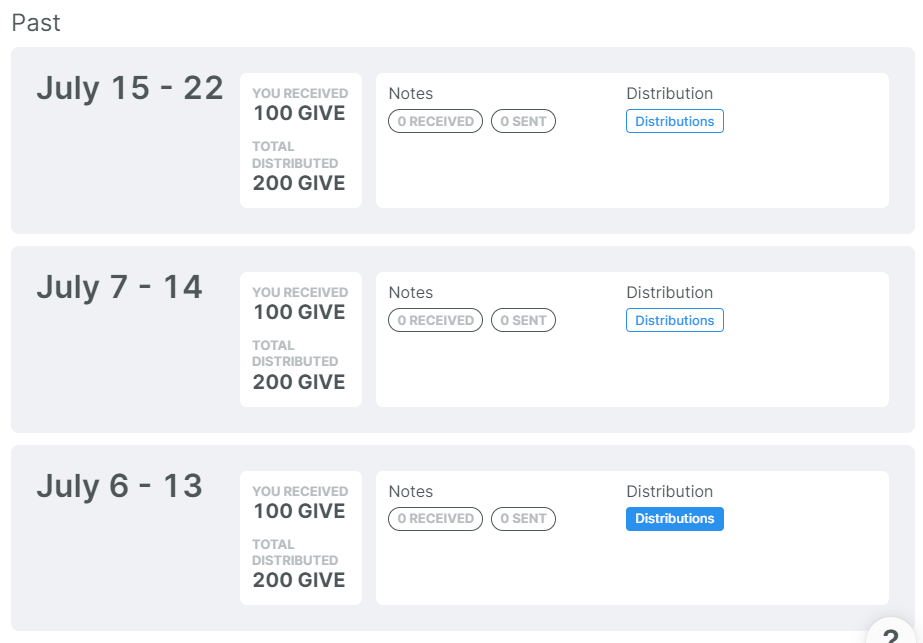 Past
July 15 - 22
YOU RECEIVED
100 GIVE
TOTAL
DISTRIBUTED
200 GIVE
Notes
0 RECEIVED 0 SENT
Distribution
Distributions
July 7 - 14
YOU RECEIVED
100 GIVE
TOTAL
DISTRIBUTED
200 GIVE
Notes
0 RECEIVED 0 SENT
Distribution
Distributions
July 6 - 13
YOU RECEIVED
100 GIVE
TOTAL
DISTRIBUTED
200 GIVE
Notes
0 RECEIVED 0 SENT
Distribution
Distributions
?